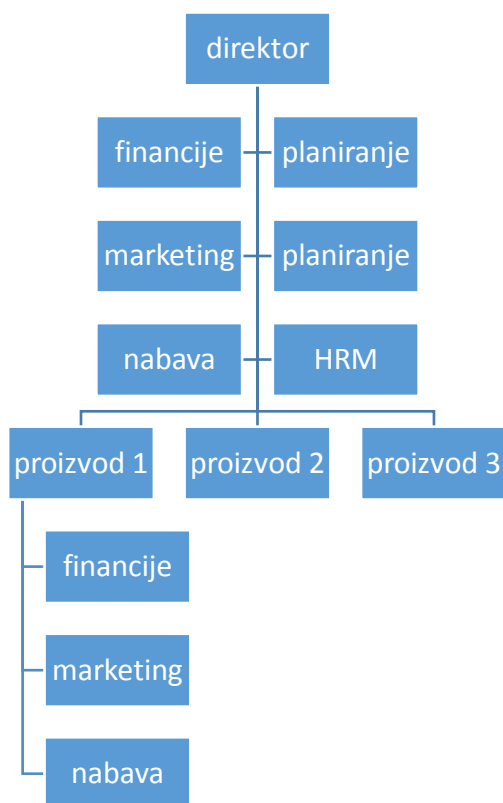 direktor
financije
planiranje
marketing
planiranje
nabava
HRM
proizvod 1
proizvod 2
proizvod 3
financije
marketing
nabava